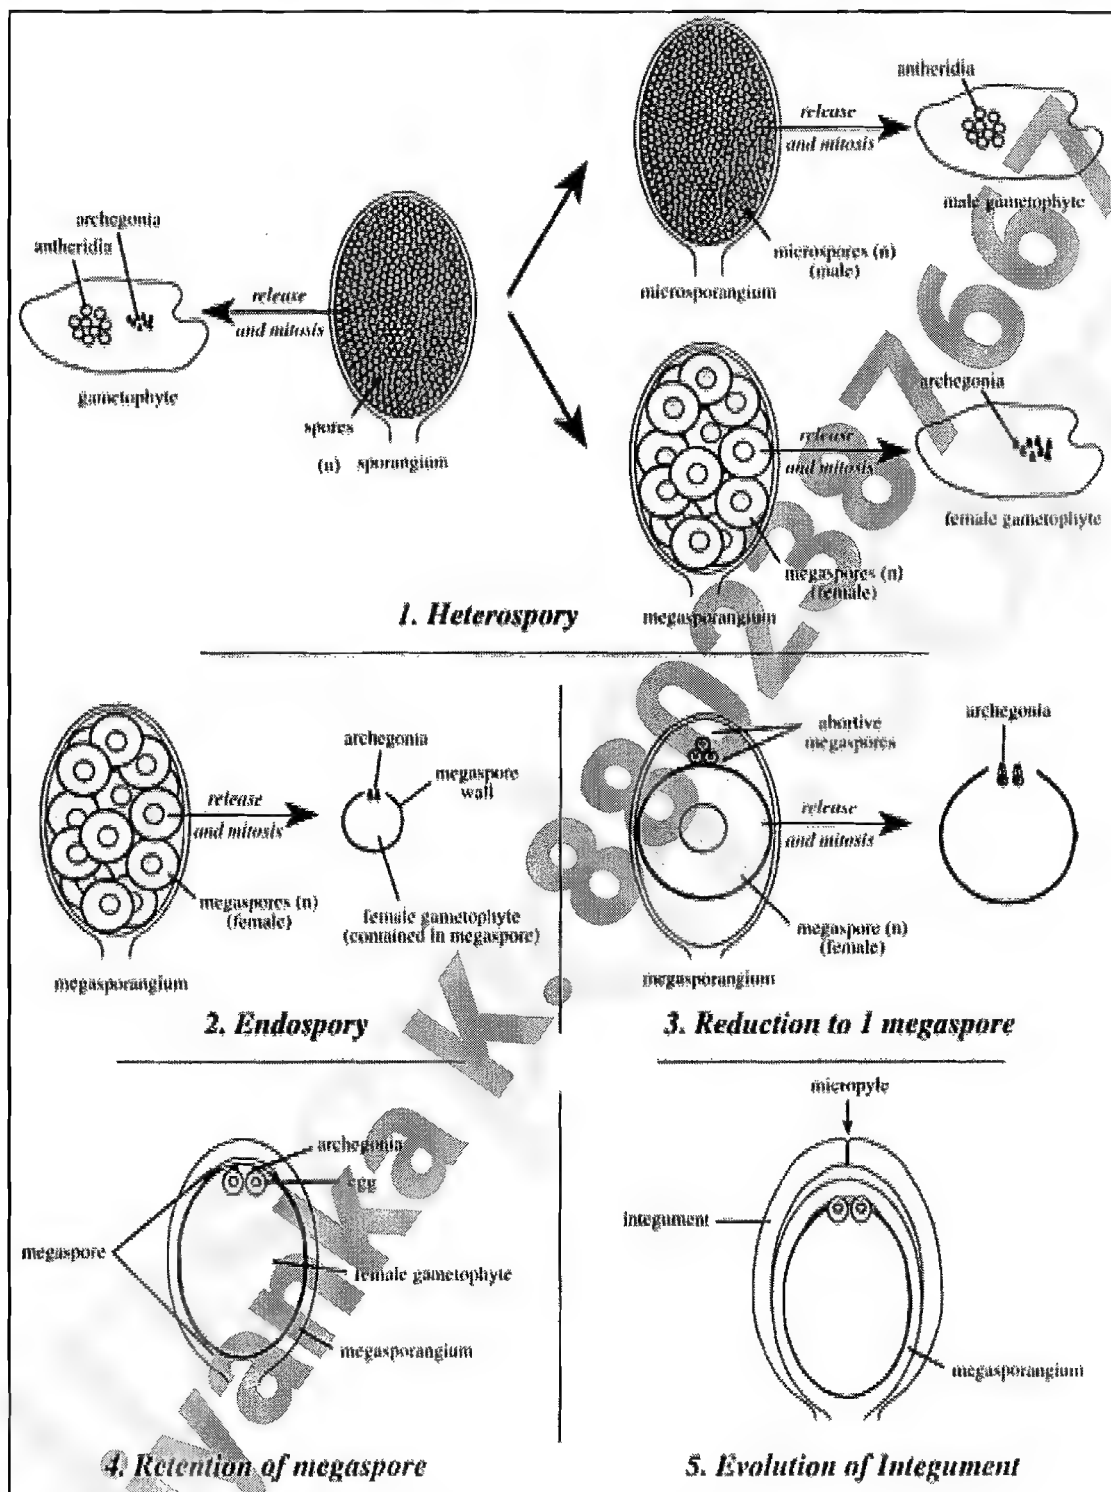 antheridia
release
and mitosis
male gametophyte
microspores (n)
(male)
microsporangium
archegonia
antheridia
release
and mitosis
gametophyte
spores
(n) sporangium
archegonia
release
and mitosis
female gametophyte
megaspores (n)
(female)
megasporangium
1. Heterospory
archegonia
megaspore
wall
release
and mitosis
megaspores (n)
(female)
female gametophyte
(contained in megaspore)
megasporangium
2. Endospory
abortive
megaspores
archegonia
release
and mitosis
megaspore (n)
(female)
megasporangium
3. Reduction to 1 megaspore
archegonia
egg
megaspore
female gametophyte
megasporangium
4. Retention of megaspore
micropyle
integument
megasporangium
5. Evolution of Integument